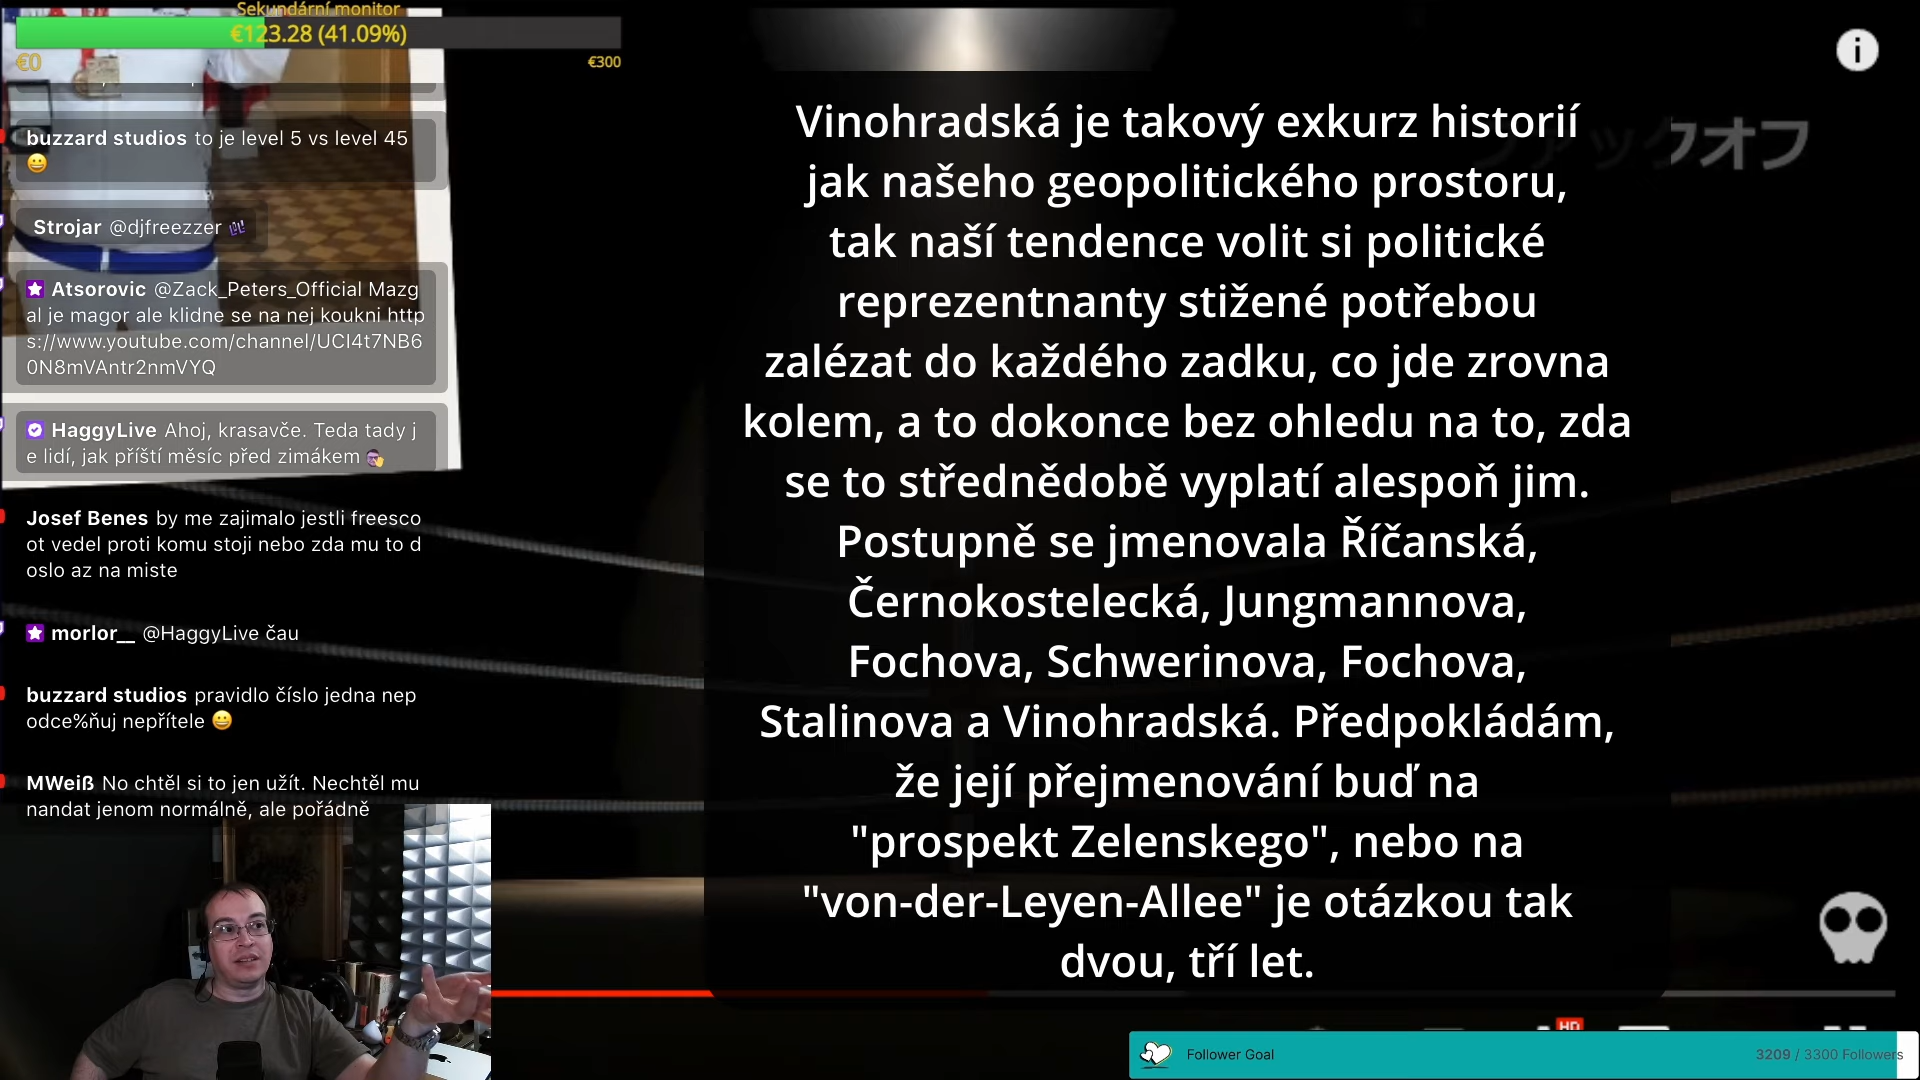 Sekundární monitor
€123.28 (41.09%)
€0
€300
buzzard studios to je level 5 vs level 45
😀
Strojar @djfreezzer
Atsorovic @Zack_Peters_Official Mazg
al je magor ale klidne se na nej koukni http
s://www.youtube.com/channel/UCI4t7NB6
0N8mVAntr2nmVYQ
HaggyLive Ahoj, krasavče. Teda tady j
e lidí, jak příští měsíc před zimákem
Josef Benes by me zajimalo jestli freesco
ot vedel proti komu stoji nebo zda mu to d
oslo az na miste
morlor__ @HaggyLive čau
buzzard studios pravidlo číslo jedna nep
odce%ňuj nepřítele 😀
MWeiß No chtěl si to jen užít. Nechtěl mu
nandat jenom normálně, ale pořádně
Vinohradská je takový exkurz historií
jak našeho geopolitického prostoru,
tak naší tendence volit si politické
reprezentnanty stižené potřebou
zalézat do každého zadku, co jde zrovna
kolem, a to dokonce bez ohledu na to, zda
se to střednědobě vyplatí alespoň jim.
Postupně se jmenovala Říčanská,
Černokostelecká, Jungmannova,
Fochova, Schwerinova, Fochova,
Stalinova a Vinohradská. Předpokládám,
že její přejmenování buď na
"prospekt Zelenskego", nebo na
"von-der-Leyen-Allee" je otázkou tak
dvou, tří let.
ファックオフ
HD
Follower Goal
3209 / 3300 Followers